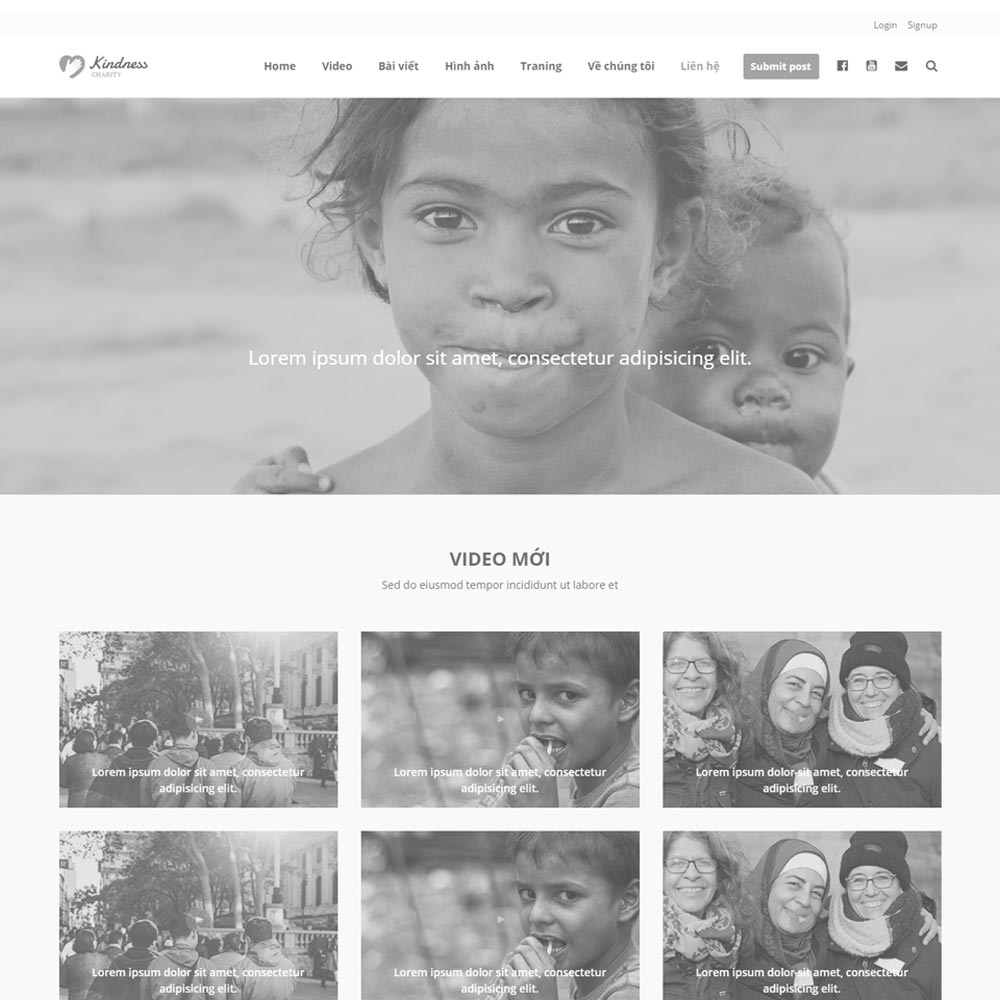 Login Signup
Kindness
CHARITY
Home Video Bài viết Hình ảnh Traning Về chúng tôi Liên hệ Submit post
Lorem ipsum dolor sit amet, consectetur adipisicing elit.
VIDEO MỚI
Sed do eiusmod tempor incididunt ut labore et
Lorem ipsum dolor sit amet, consectetur
adipisicing elit.
Lorem ipsum dolor sit amet, consectetur
adipisicing elit.
Lorem ipsum dolor sit amet, consectetur
adipisicing elit.
Lorem ipsum dolor sit amet, consectetur
adipisicing elit.
Lorem ipsum dolor sit amet, consectetur
adipisicing elit.
Lorem ipsum dolor sit amet, consectetur
adipisicing elit.